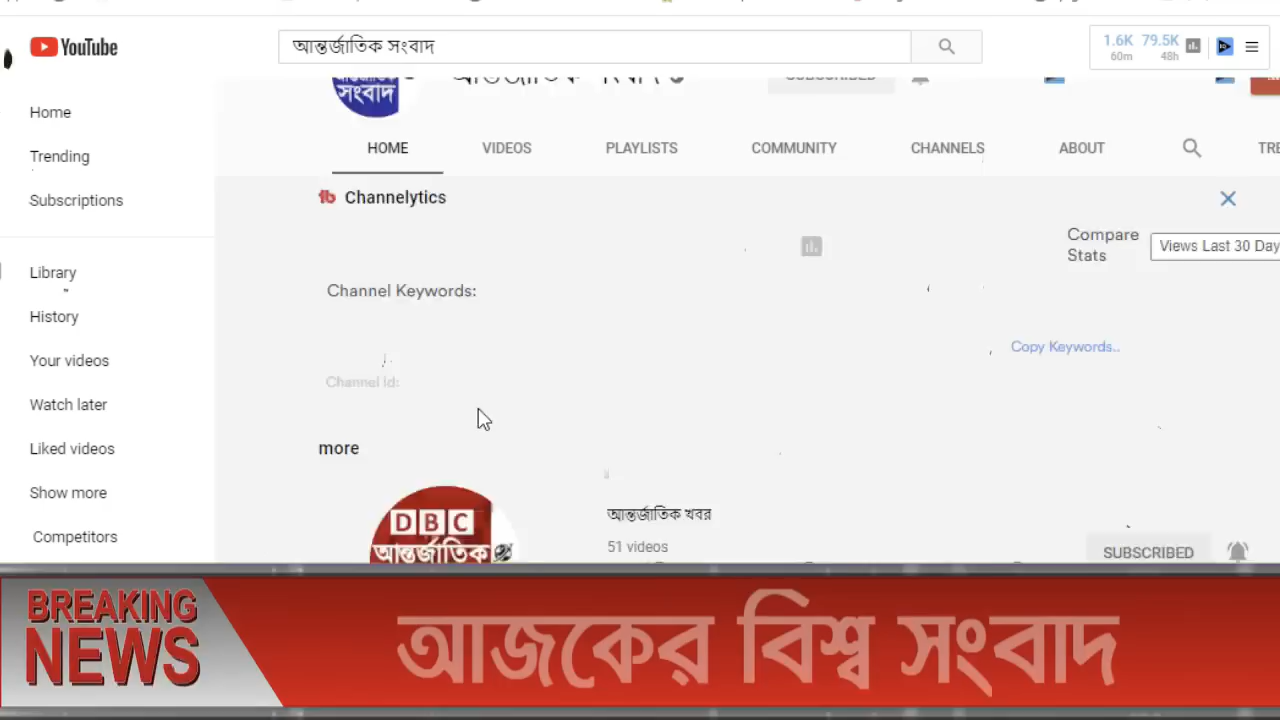 YouTube
আন্তর্জাতিক সংবাদ
1.6K 79.5K
60m 48h
সংবাদ
SUBSCRIBED
Home
Trending
Subscriptions
Library
History
Your videos
Watch later
Liked videos
Show more
Competitors
HOME VIDEOS PLAYLISTS COMMUNITY CHANNELS ABOUT
Channelytics
Compare
Stats
Views Last 30 Day
Channel Keywords:
Copy Keywords..
Channel Id:
more
DBC
আন্তর্জাতিক
আন্তর্জাতিক খবর
51 videos
SUBSCRIBED
BREAKING
NEWS
আজকের বিশ্ব সংবাদ